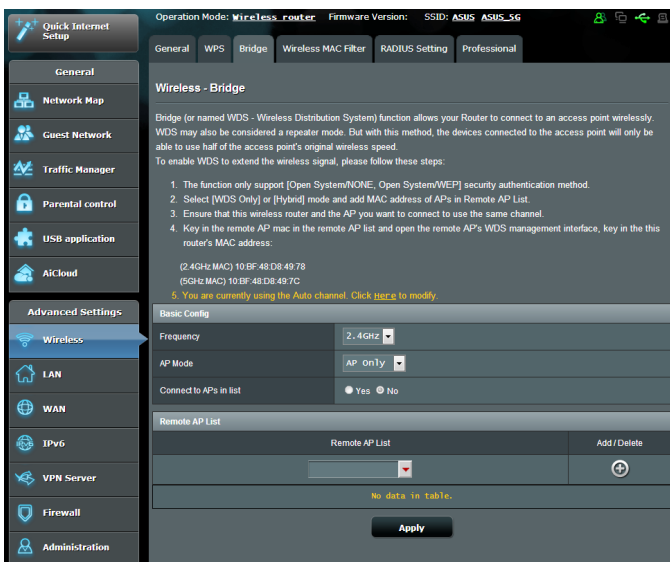 Quick Internet
Setup
Operation Mode: Wireless router Firmware Version: SSID: ASUS ASUS_5G
General WPS Bridge Wireless MAC Filter RADIUS Setting Professional
General
Network Map
Guest Network
Traffic Manager
Parental control
USB application
AiCloud
Advanced Settings
Wireless
LAN
WAN
IPv6
VPN Server
Firewall
Administration
Wireless - Bridge
Bridge (or named WDS - Wireless Distribution System) function allows your Router to connect to an access point wirelessly.
WDS may also be considered a repeater mode. But with this method, the devices connected to the access point will only be
able to use half of the access point's original wireless speed.
To enable WDS to extend the wireless signal, please follow these steps:
1. The function only support [Open System/NONE, Open System/WEP] security authentication method.
2. Select [WDS Only] or [Hybrid] mode and add MAC address of APs in Remote AP List.
3. Ensure that this wireless router and the AP you want to connect to use the same channel.
4. Key in the remote AP mac in the remote AP list and open the remote AP's WDS management interface, key in the this
router's MAC address:
(2.4GHz MAC) 10:BF:48:D8:49:78
(5GHz MAC) 10:BF:48:D8:49:7C
5. You are currently using the Auto channel. Click Here to modify.
Basic Config
Frequency 2.4GHz
AP Mode AP Only
Connect to APs in list Yes No
Remote AP List
Remote AP List Add / Delete
No data in table.
Apply